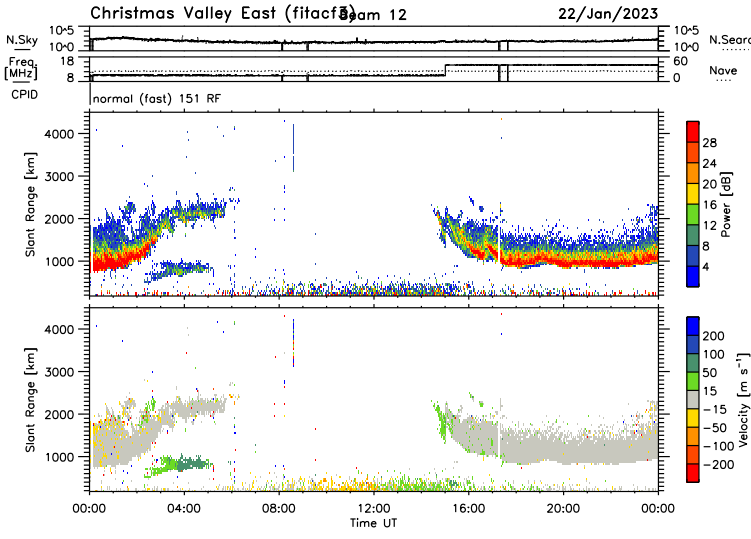 Christmas Valley East (fitacf3) Beam 12 22/Jan/2023
N.Sky 10^5 10^0 10^5 10^0 N.Searc
Freq. [MHz] 18 8 60 0 Nave
CPID normal (fast) 151 RF
Slant Range [km] 4000 3000 2000 1000
28 24 20 16 12 8 4 Power [dB]
Slant Range [km] 4000 3000 2000 1000
200 100 50 15 -15 -50 -100 -200 Velocity [m s^-1]
00:00 04:00 08:00 12:00 16:00 20:00 00:00
Time UT